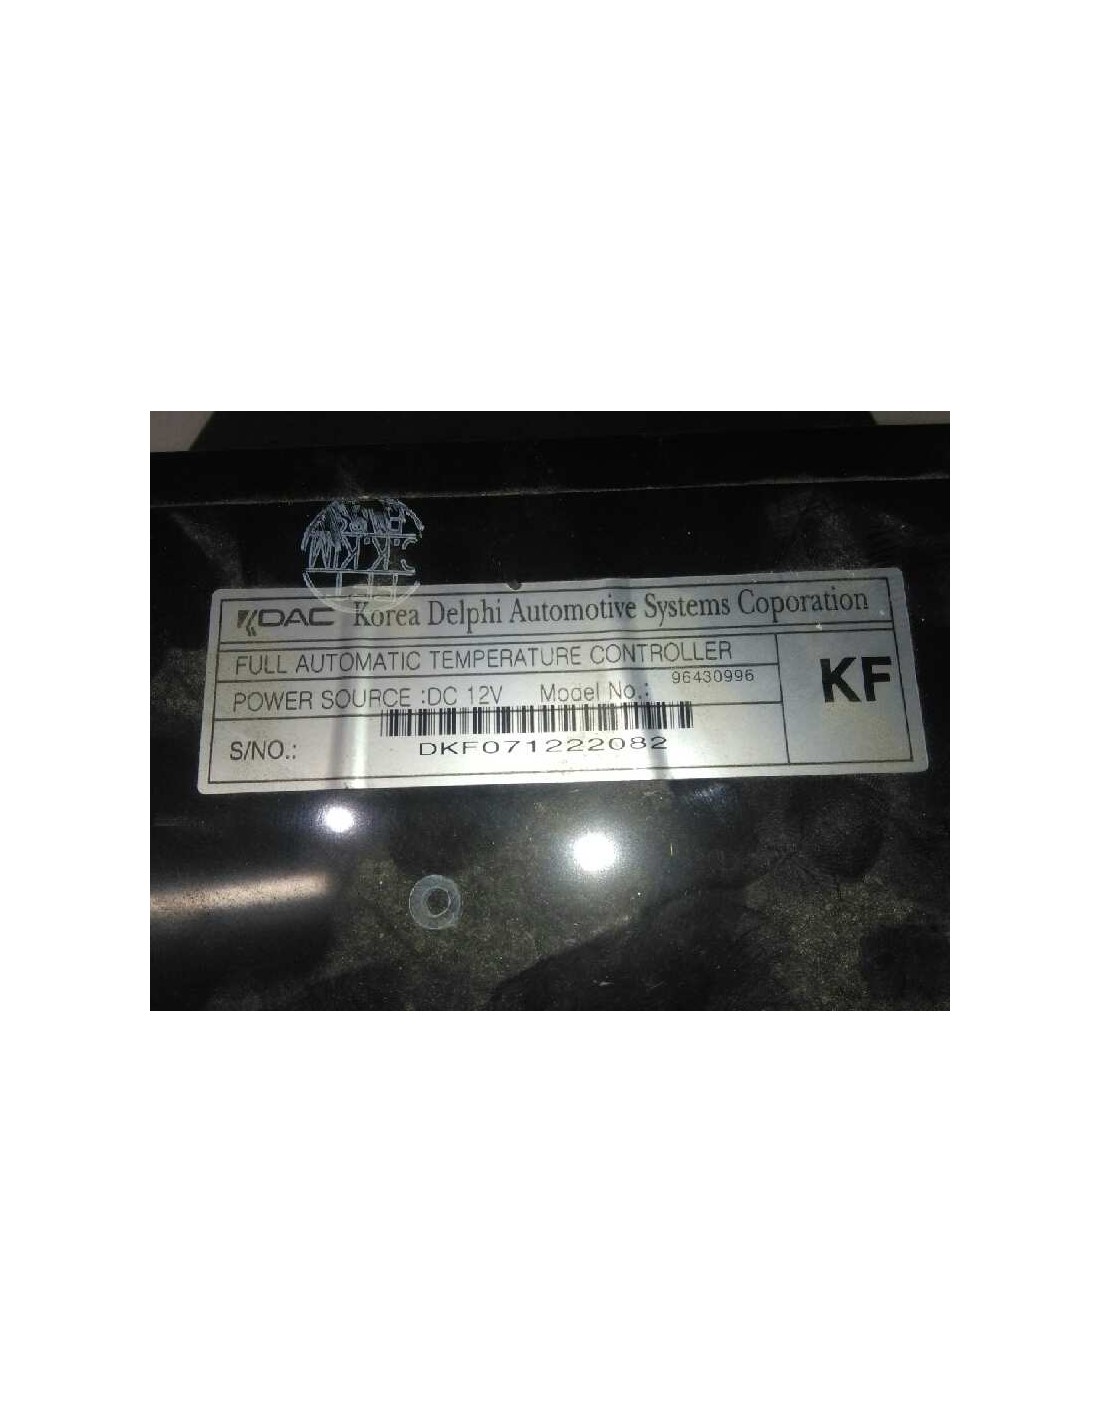 KDAC Korea Delphi Automotive Systems Coporation
FULL AUTOMATIC TEMPERATURE CONTROLLER
POWER SOURCE :DC 12V Model No.: 96430996
KF
S/NO.: DKF071222082